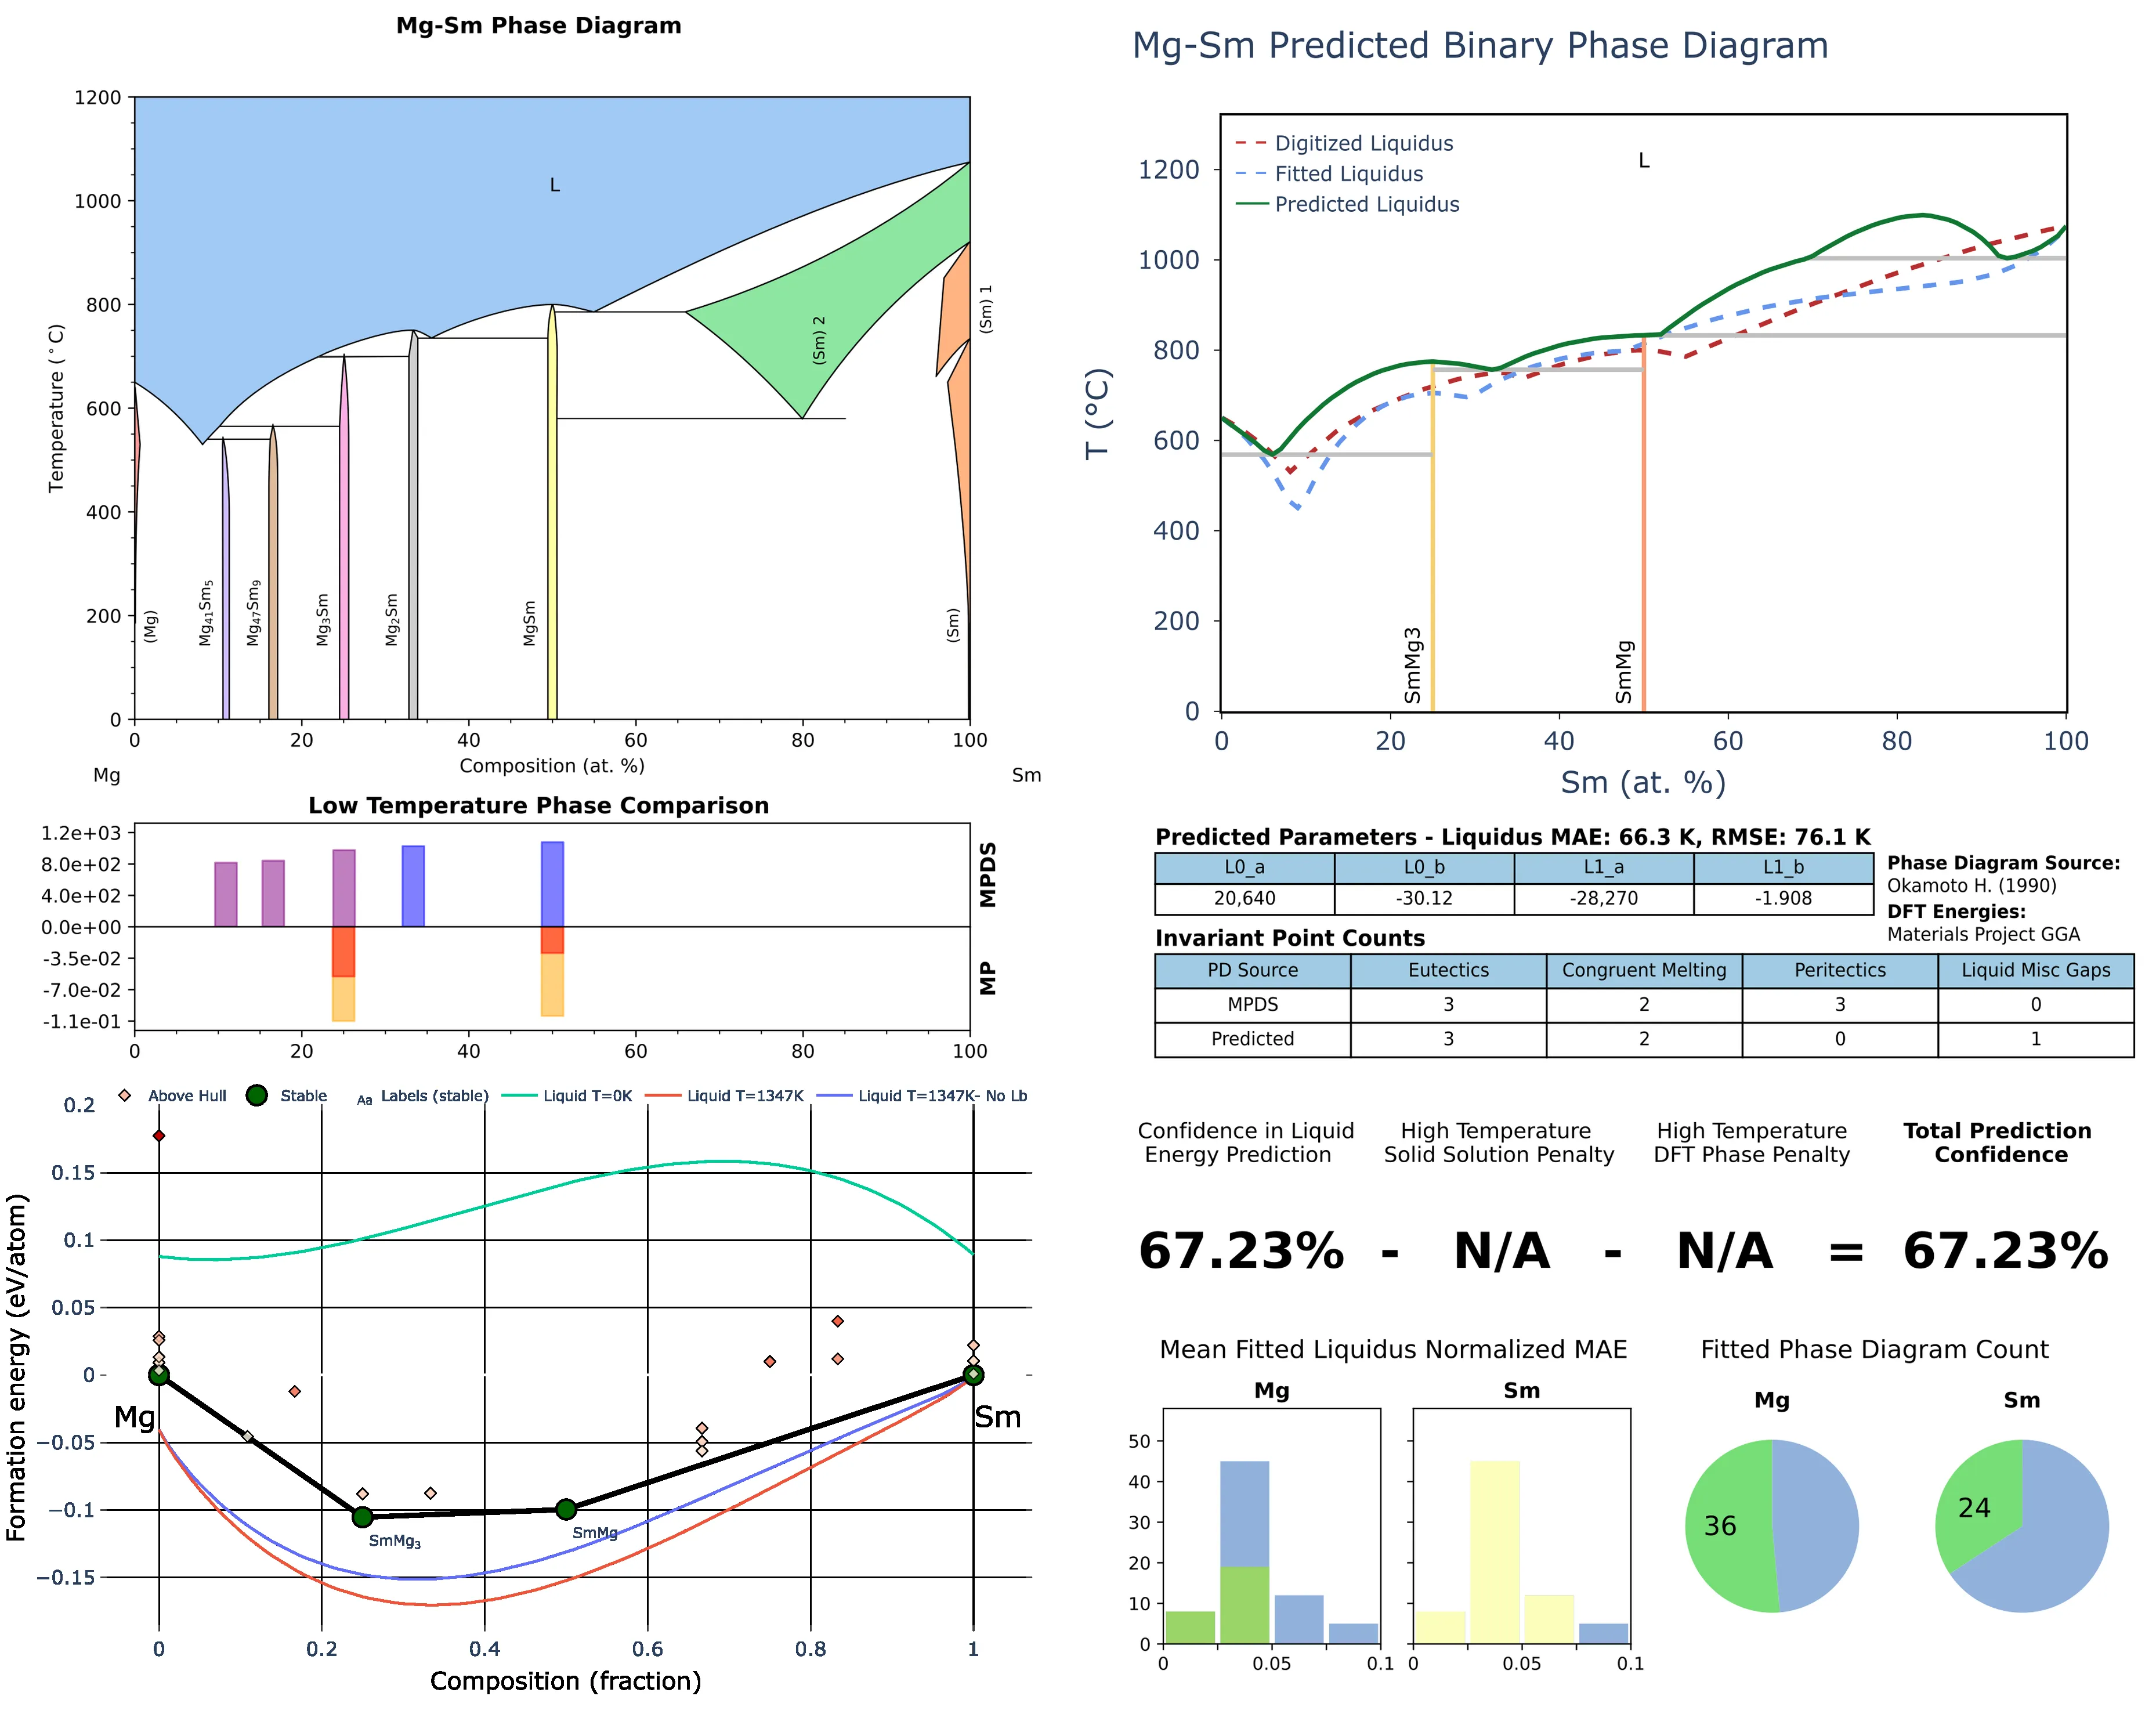 Mg-Sm Phase Diagram
1200
1000
800
600
400
200
0
Temperature (°C)
L
(Sm) 2
(Sm) 1
(Mg)
Mg₄₁Sm₅
Mg₄₇Sm₉
Mg₃Sm
Mg₂Sm
MgSm
(Sm)
0 20 40 60 80 100
Composition (at. %)
Mg Sm
Low Temperature Phase Comparison
1.2e+03
8.0e+02
4.0e+02
0.0e+00
-3.5e-02
-7.0e-02
-1.1e-01
MPDS
MP
0 20 40 60 80 100
Above Hull Stable Aa Labels (stable) Liquid T=0K Liquid T=1347K Liquid T=1347K- No Lb
0.2
0.15
0.1
0.05
0
−0.05
−0.1
−0.15
Formation energy (eV/atom)
Mg
Sm
SmMg₃
SmMg
0 0.2 0.4 0.6 0.8 1
Composition (fraction)
Mg-Sm Predicted Binary Phase Diagram
Digitized Liquidus
Fitted Liquidus
Predicted Liquidus
L
1200
1000
800
600
400
200
0
T (°C)
SmMg3
SmMg
0 20 40 60 80 100
Sm (at. %)
Predicted Parameters - Liquidus MAE: 66.3 K, RMSE: 76.1 K
L0_a L0_b L1_a L1_b
20,640 -30.12 -28,270 -1.908
Phase Diagram Source:
Okamoto H. (1990)
DFT Energies:
Materials Project GGA
Invariant Point Counts
PD Source Eutectics Congruent Melting Peritectics Liquid Misc Gaps
MPDS 3 2 3 0
Predicted 3 2 0 1
Confidence in Liquid
Energy Prediction
High Temperature
Solid Solution Penalty
High Temperature
DFT Phase Penalty
Total Prediction
Confidence
67.23% - N/A - N/A = 67.23%
Mean Fitted Liquidus Normalized MAE
Mg
Sm
50
40
30
20
10
0
0 0.05 0.1
0 0.05 0.1
Fitted Phase Diagram Count
Mg
Sm
36
24